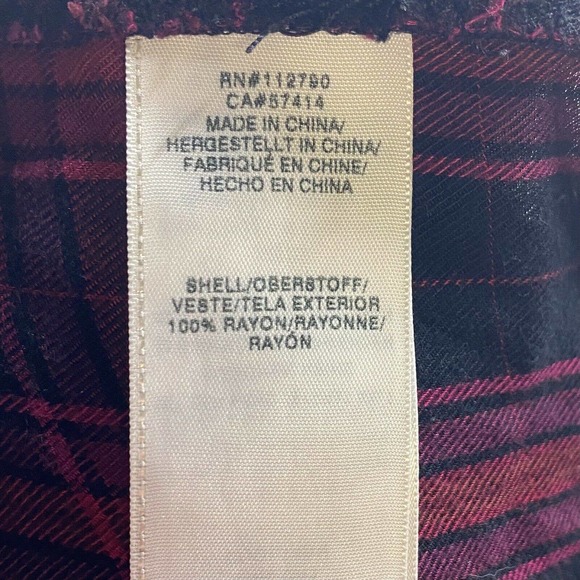 RN#112790
CA#57414
MADE IN CHINA/
HERGESTELLT IN CHINA/
FABRIQUÉ EN CHINE/
HECHO EN CHINA
SHELL/OBERSTOFF/
VESTE/TELA EXTERIOR
100% RAYON/RAYONNE/
RAYÓN